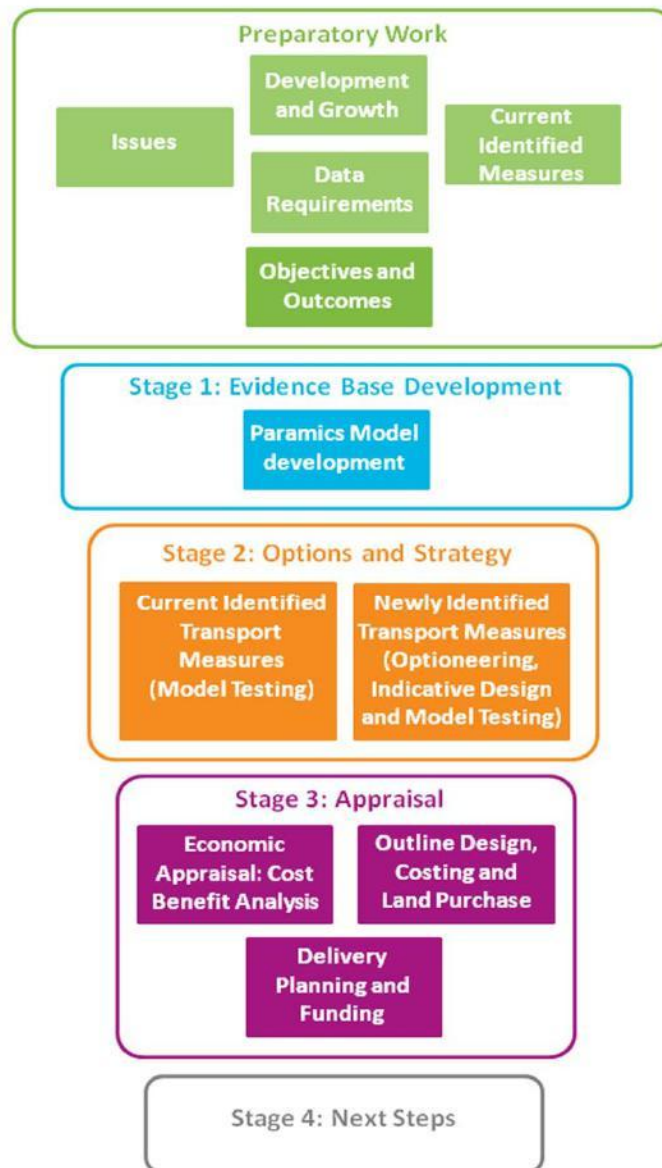 Preparatory Work
Development
and Growth
Issues
Current
Identified
Measures
Data
Requirements
Objectives and
Outcomes
Stage 1: Evidence Base Development
Paramics Model
development
Stage 2: Options and Strategy
Current Identified
Transport
Measures
(Model Testing)
Newly Identified
Transport Measures
(Optioneering,
Indicative Design
and Model Testing)
Stage 3: Appraisal
Economic
Appraisal: Cost
Benefit Analysis
Outline Design,
Costing and
Land Purchase
Delivery
Planning and
Funding
Stage 4: Next Steps